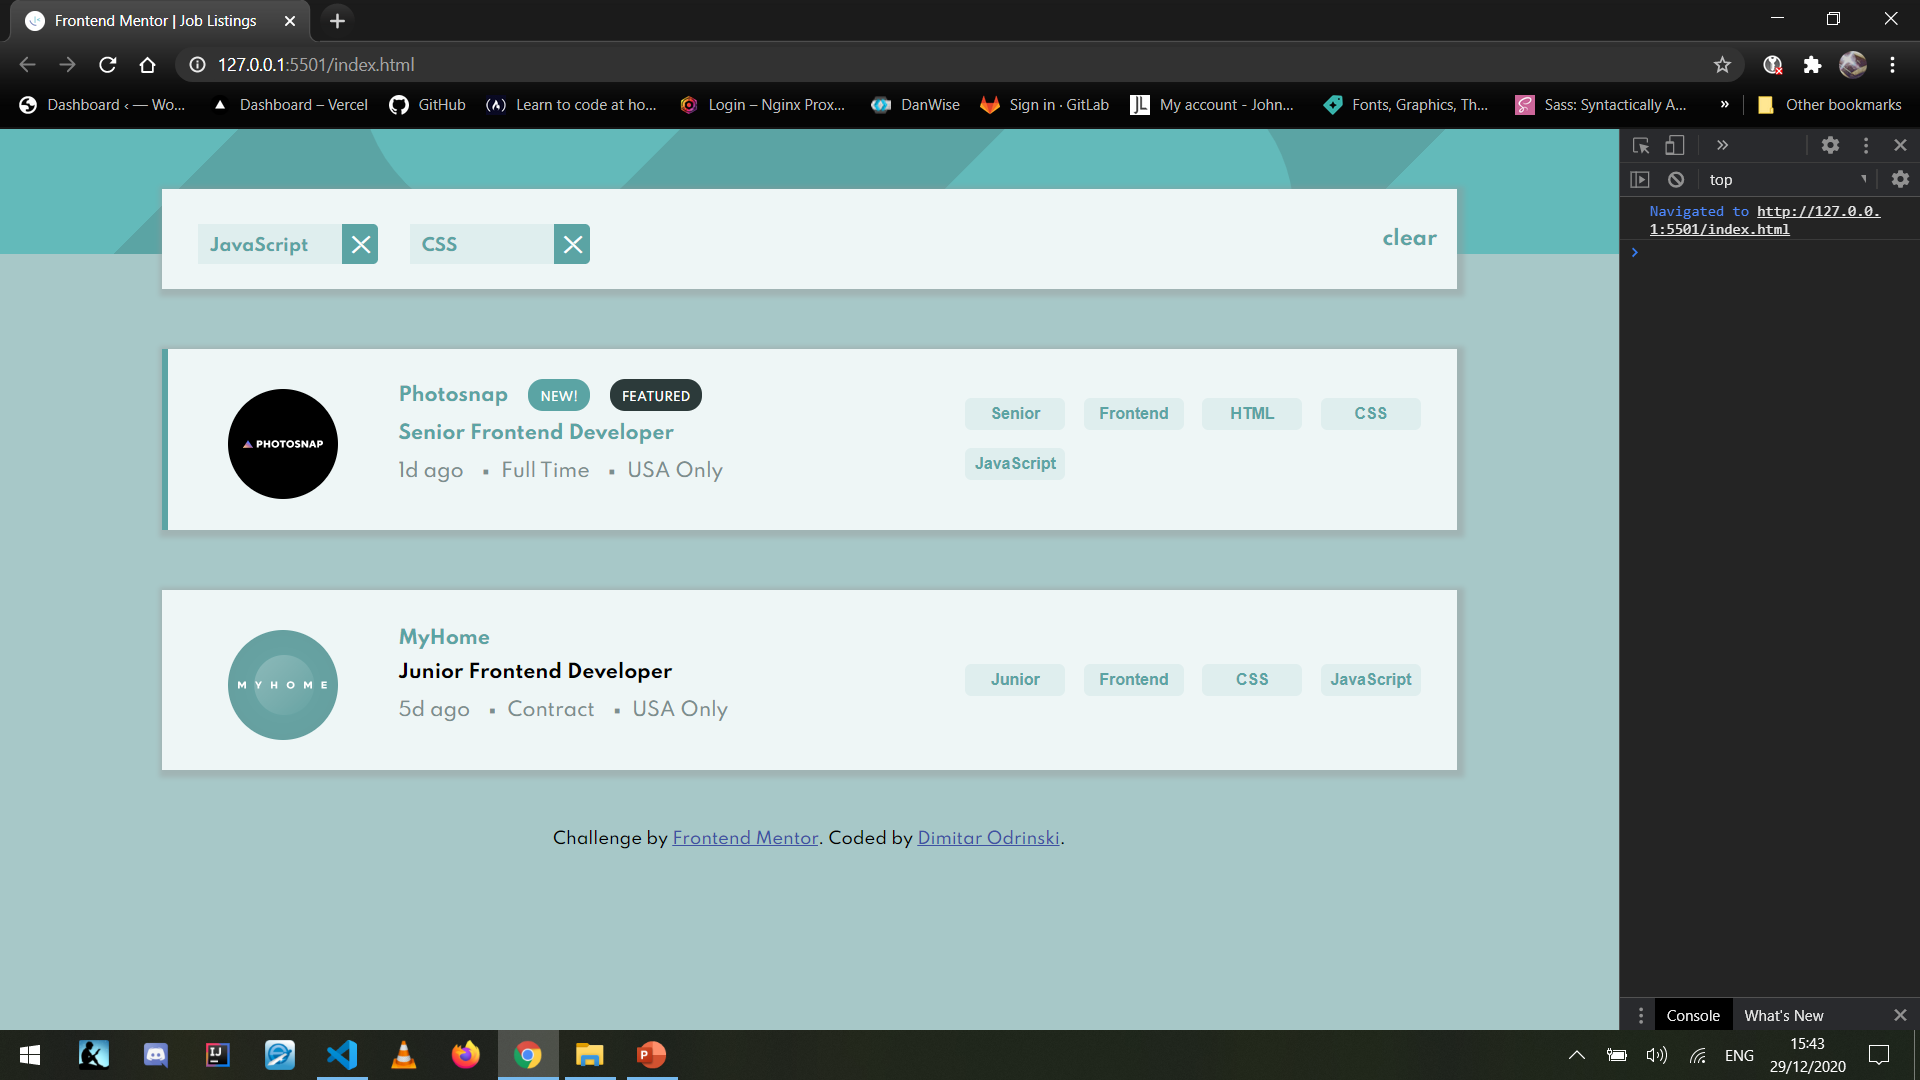 Frontend Mentor | Job Listings
127.0.0.1:5501/index.html
Dashboard ‹ — Wo... Dashboard – Vercel GitHub Learn to code at ho... Login – Nginx Prox... DanWise Sign in · GitLab JL My account - John... Fonts, Graphics, Th... Sass: Syntactically A... » Other bookmarks
top
Navigated to http://127.0.0.
1:5501/index.html
JavaScript CSS clear
Photosnap NEW! FEATURED
PHOTOSNAP
Senior Frontend Developer
1d ago Full Time USA Only
Senior Frontend HTML CSS
JavaScript
MyHome
MYHOME
Junior Frontend Developer
5d ago Contract USA Only
Junior Frontend CSS JavaScript
Challenge by Frontend Mentor. Coded by Dimitar Odrinski.
Console What's New
ENG
15:43
29/12/2020